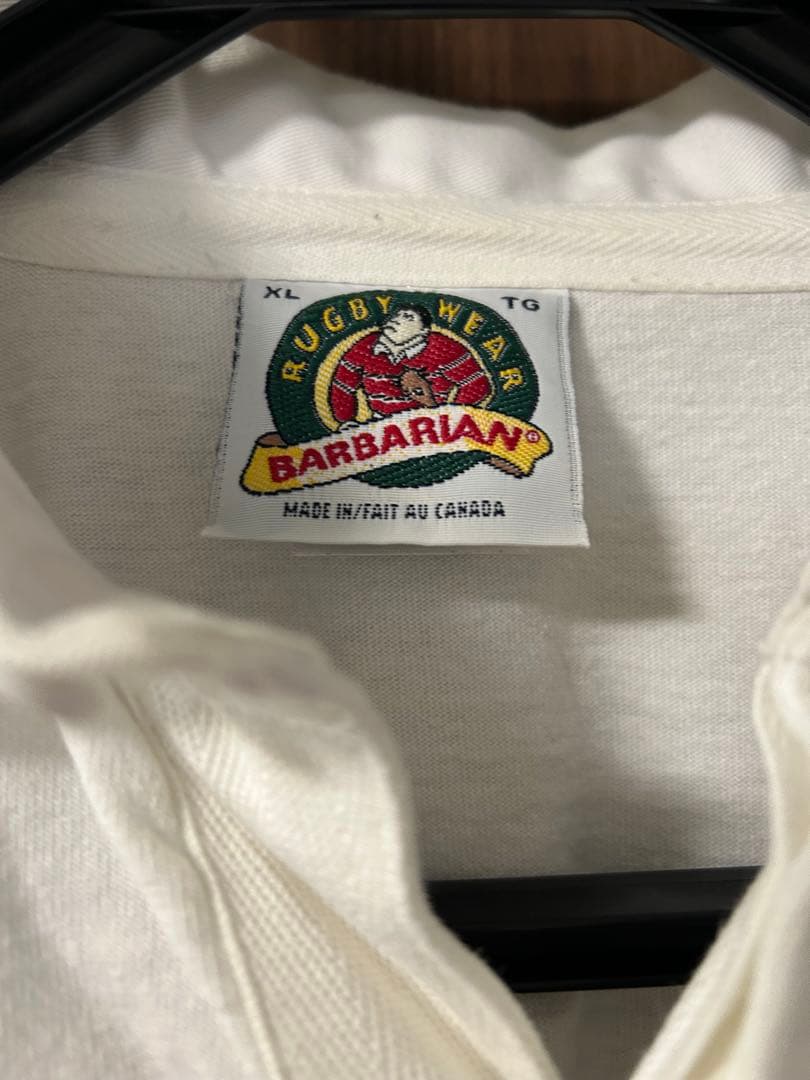 XL TG
RUGBY WEAR
BARBARIAN®
MADE IN/FAIT AU CANADA